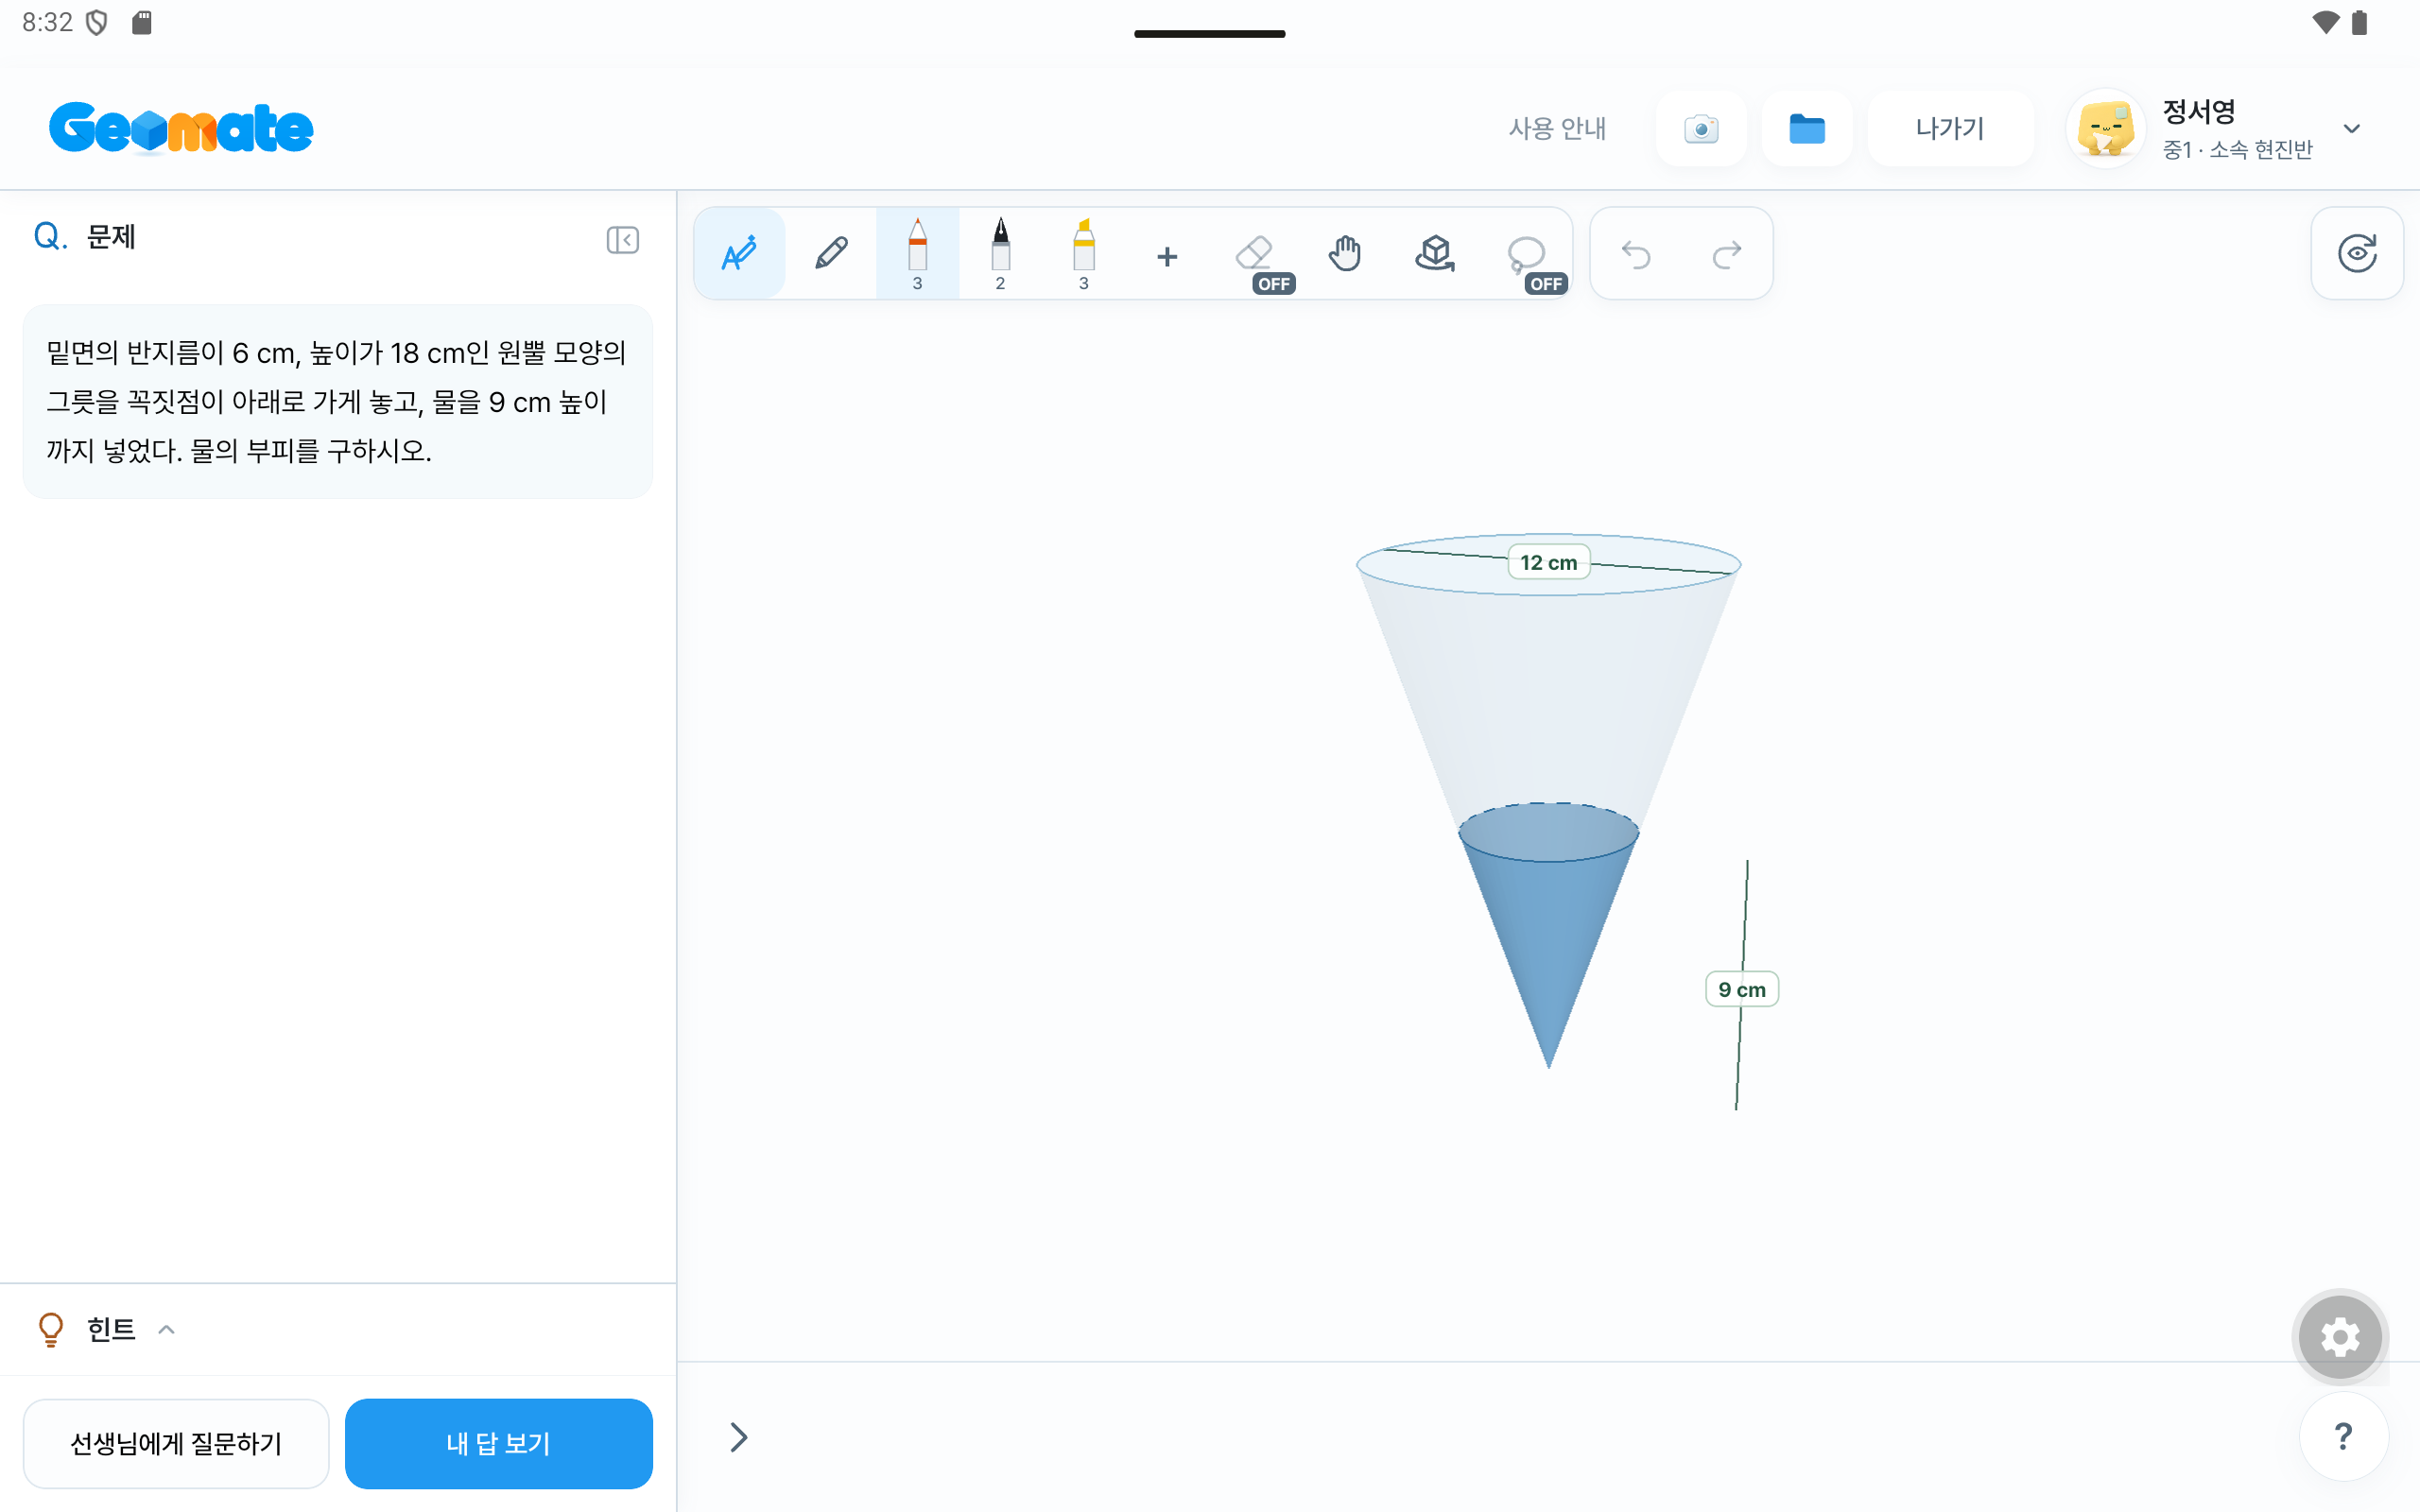 8:32
Geomate
사용 안내
나가기
정서영
중1 · 소속 현진반
Q. 문제
밑면의 반지름이 6 cm, 높이가 18 cm인 원뿔 모양의
그릇을 꼭짓점이 아래로 가게 놓고, 물을 9 cm 높이
까지 넣었다. 물의 부피를 구하시오.
3
2
3
+
OFF
OFF
12 cm
9 cm
힌트
선생님에게 질문하기
내 답 보기
?